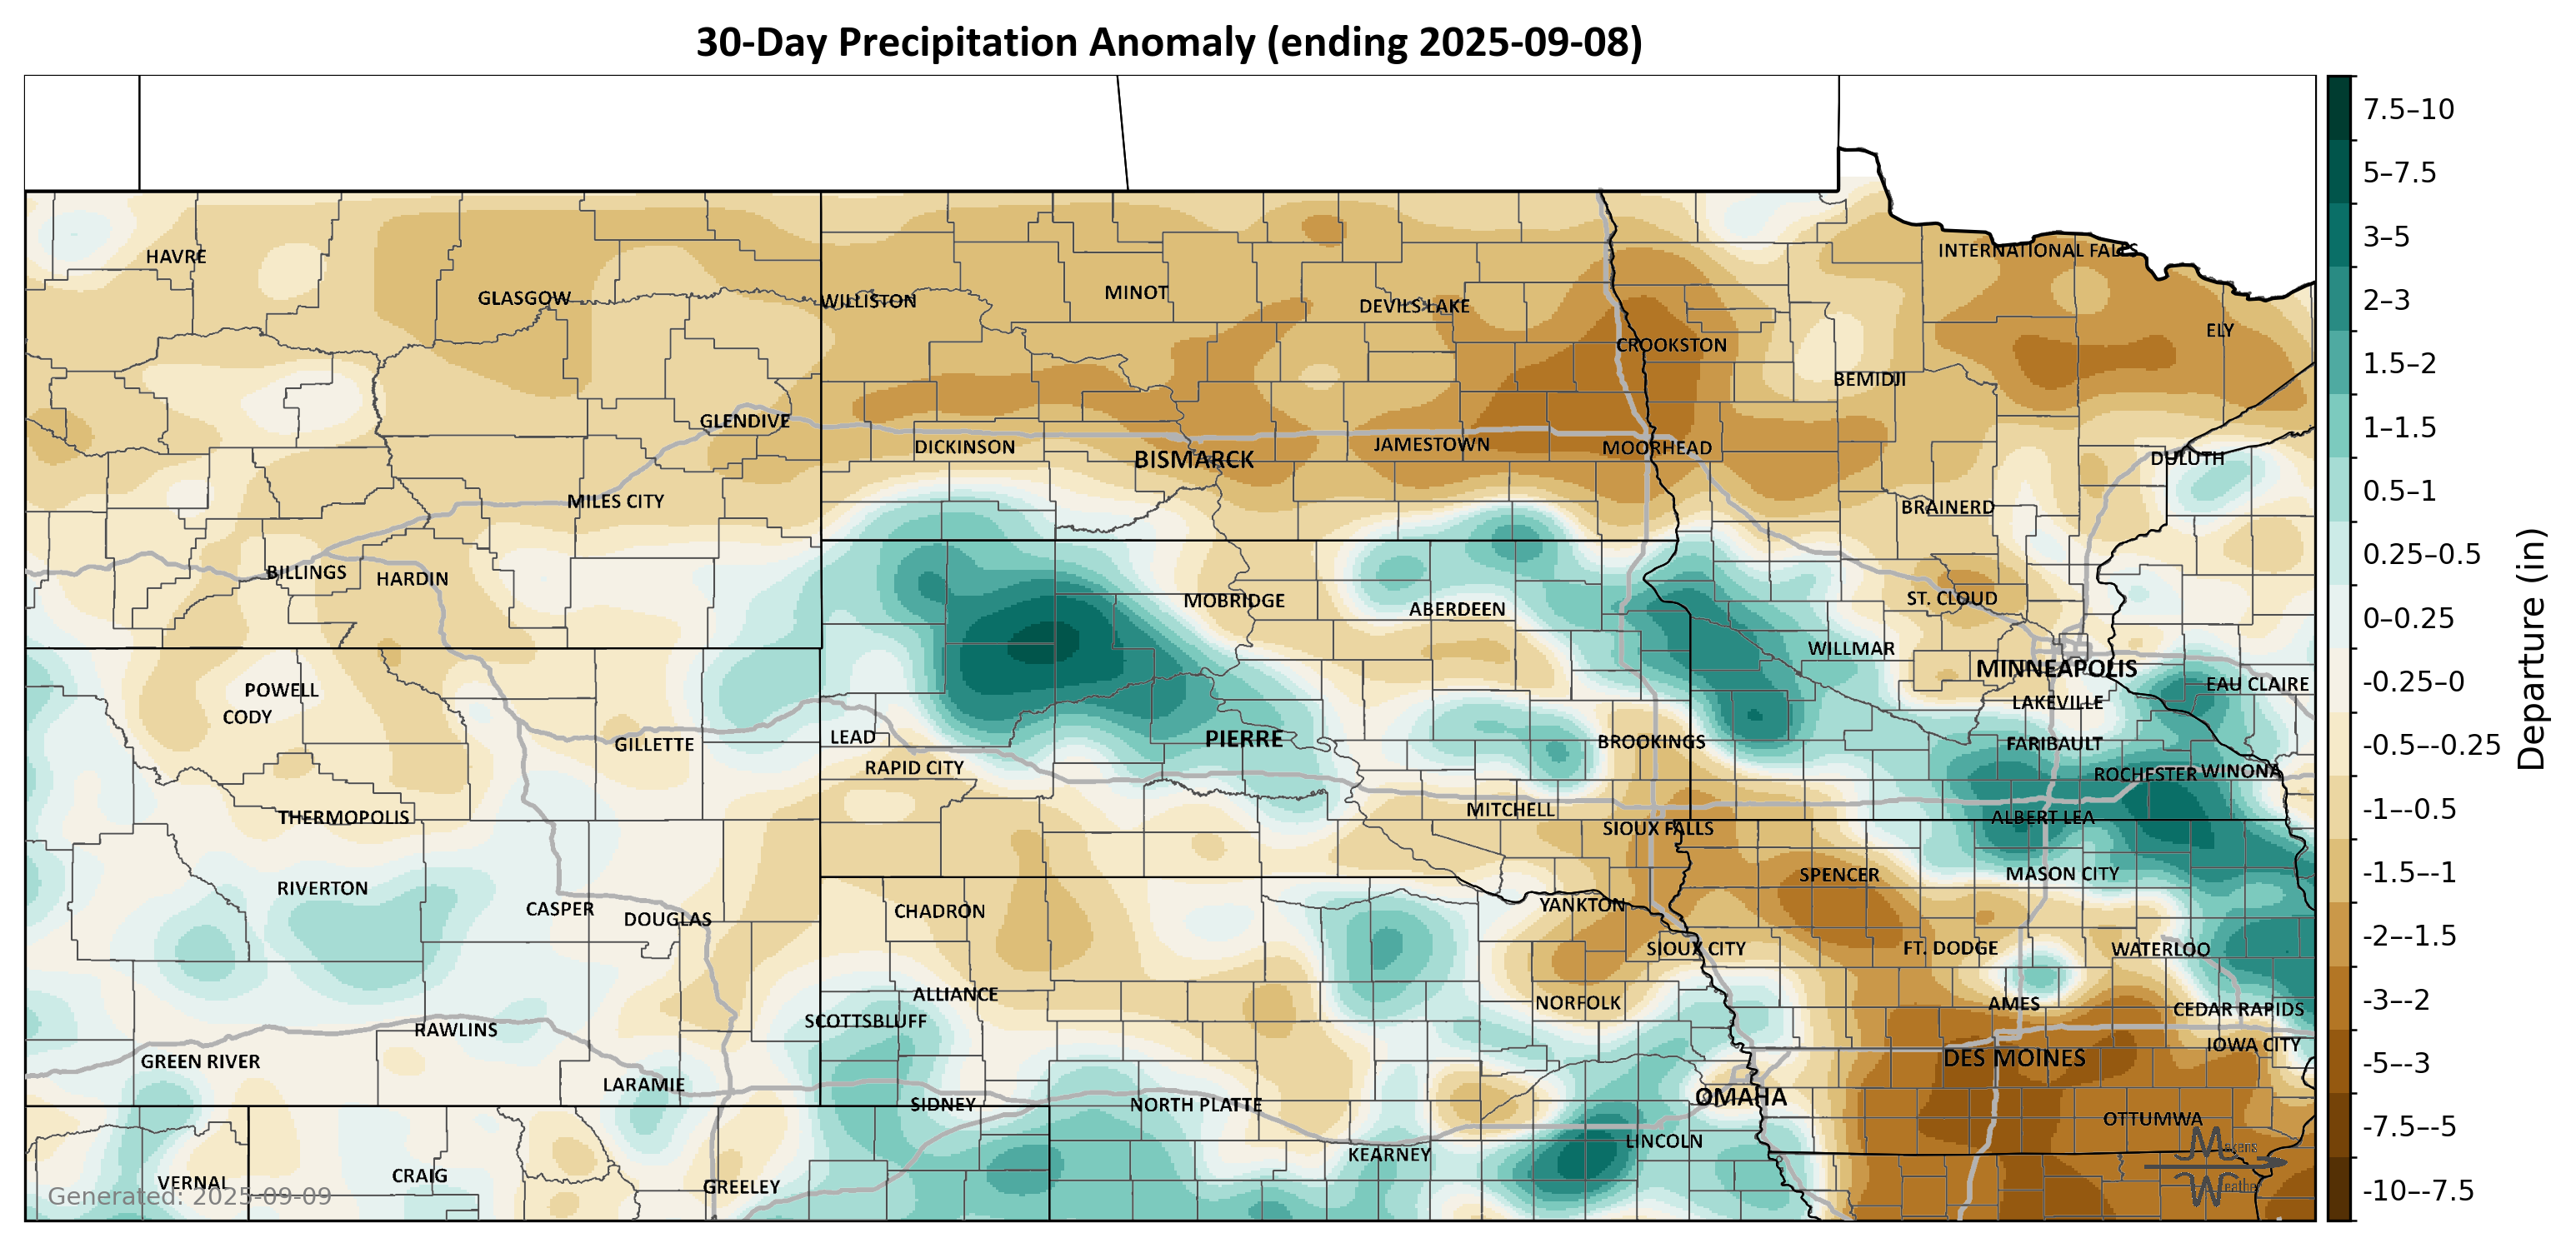 30-Day Precipitation Anomaly (ending 2025-09-08)
HAVRE
GLASGOW
WILLISTON
MINOT
DEVILS LAKE
INTERNATIONAL FALLS
ELY
CROOKSTON
BEMIDJI
GLENDIVE
DICKINSON
BISMARCK
JAMESTOWN
MOORHEAD
DULUTH
MILES CITY
BRAINERD
BILLINGS
HARDIN
MOBRIDGE
ABERDEEN
ST. CLOUD
WILLMAR
MINNEAPOLIS
POWELL
CODY
LAKEVILLE
EAU CLAIRE
GILLETTE
LEAD
RAPID CITY
PIERRE
BROOKINGS
FARIBAULT
ROCHESTER
WINONA
THERMOPOLIS
MITCHELL
SIOUX FALLS
ALBERT LEA
RIVERTON
CASPER
DOUGLAS
CHADRON
YANKTON
SPENCER
MASON CITY
SIOUX CITY
FT. DODGE
WATERLOO
ALLIANCE
SCOTTSBLUFF
NORFOLK
AMES
CEDAR RAPIDS
RAWLINS
GREEN RIVER
DES MOINES
IOWA CITY
LARAMIE
SIDNEY
NORTH PLATTE
OMAHA
OTTUMWA
LINCOLN
KEARNEY
VERNAL
CRAIG
GREELEY
Generated: 2025-09-09
Makens
Weather
7.5–10
5–7.5
3–5
2–3
1.5–2
1–1.5
0.5–1
0.25–0.5
0–0.25
-0.25–0
-0.5–-0.25
-1–-0.5
-1.5–-1
-2–-1.5
-3–-2
-5–-3
-7.5–-5
-10–-7.5
Departure (in)